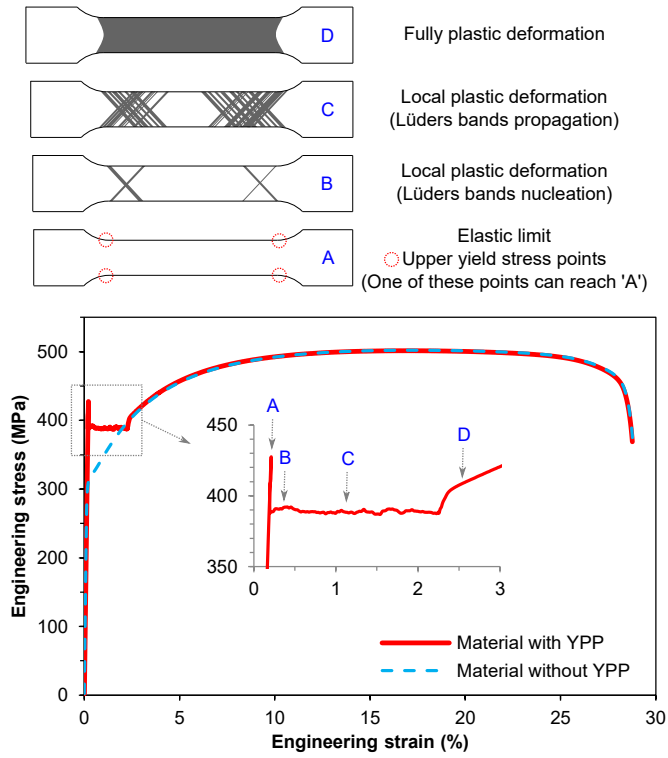 D
Fully plastic deformation
C
Local plastic deformation
(Lüders bands propagation)
B
Local plastic deformation
(Lüders bands nucleation)
A
Elastic limit
Upper yield stress points
(One of these points can reach 'A')
Engineering stress (MPa)
500
400
300
200
100
0
450
400
350
A
B
C
D
0
1
2
3
Material with YPP
Material without YPP
0
5
10
15
20
25
30
Engineering strain (%)